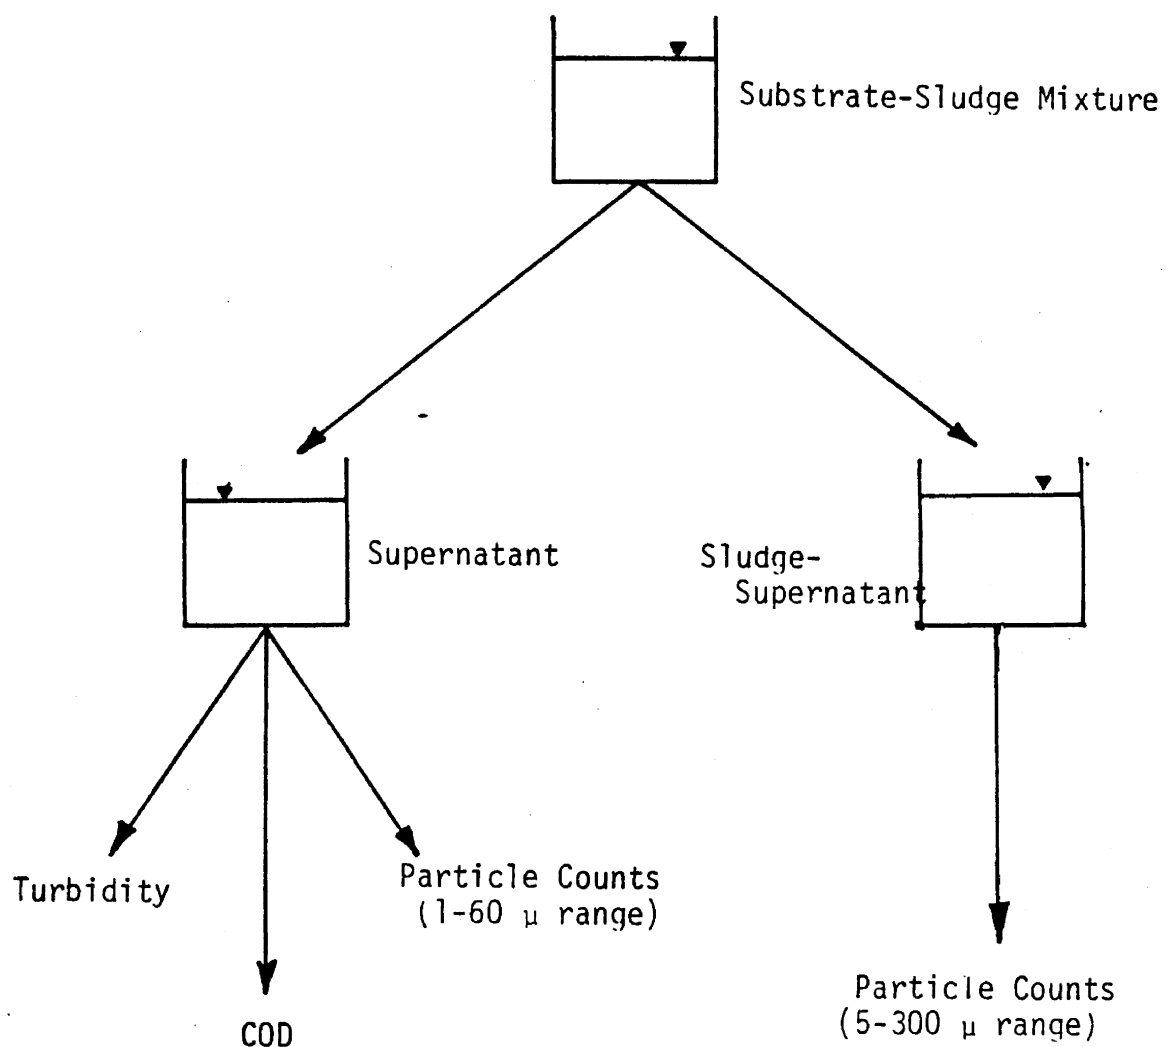 Substrate-Sludge Mixture
Supernatant
Sludge-
Supernatant
Turbidity
Particle Counts
(1-60 μ range)
COD
Particle Counts
(5-300 μ range)